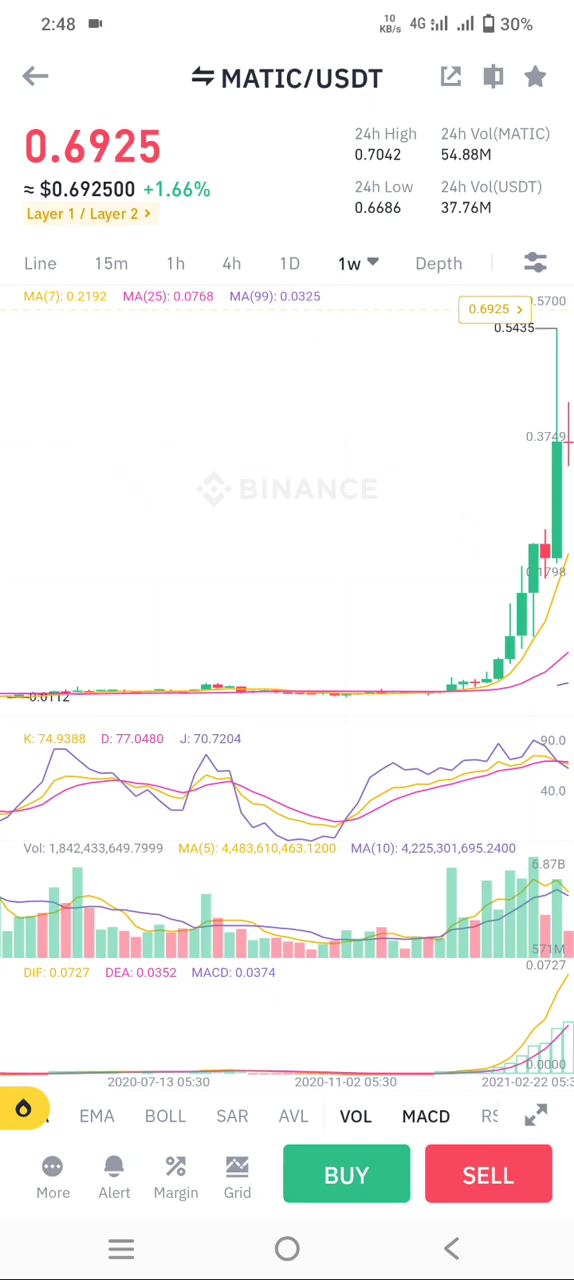 2:48 10 KB/s 4G 30%
MATIC/USDT
0.6925
≈ $0.692500 +1.66%
Layer 1 / Layer 2 >
24h High 24h Vol(MATIC)
0.7042 54.88M
24h Low 24h Vol(USDT)
0.6686 37.76M
Line 15m 1h 4h 1D 1w Depth
MA(7): 0.2192 MA(25): 0.0768 MA(99): 0.0325
0.6925 > .5700
0.5435
0.3749
BINANCE
0.1798
0.0112
K: 74.9388 D: 77.0480 J: 70.7204 90.0
40.0
Vol: 1,842,433,649.7999 MA(5): 4,483,610,463.1200 MA(10): 4,225,301,695.2400
6.87B
571M
DIF: 0.0727 DEA: 0.0352 MACD: 0.0374 0.0727
0.0000
2020-07-13 05:30 2020-11-02 05:30 2021-02-22 05:3
EMA BOLL SAR AVL VOL MACD RS
More Alert Margin Grid BUY SELL